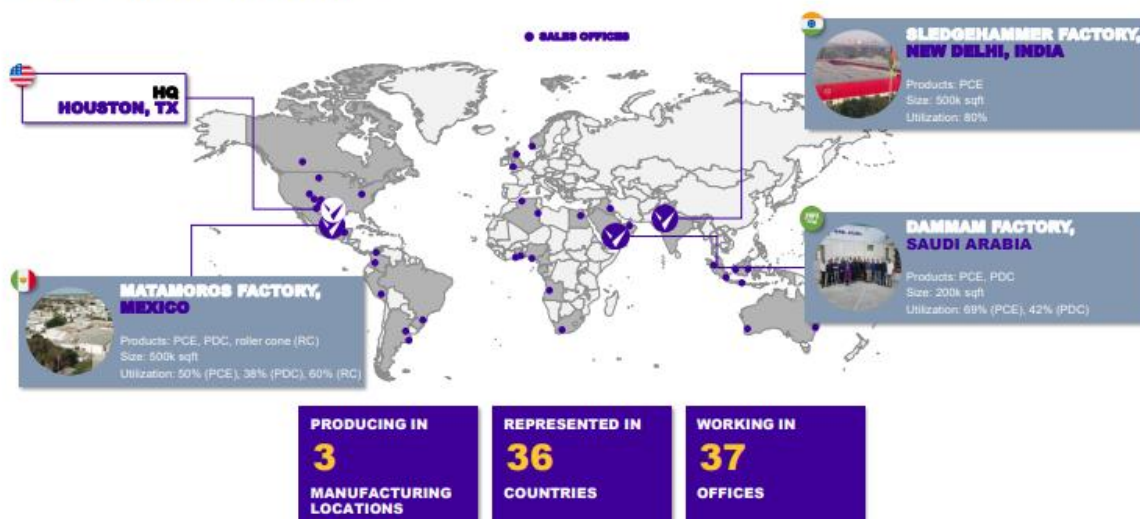 SALES OFFICES
HQ
HOUSTON, TX
SLEDGEHAMMER FACTORY,
NEW DELHI, INDIA
Products: PCE
Size: 500k sqft
Utilization: 80%
DAMMAM FACTORY,
SAUDI ARABIA
Products: PCE, PDC
Size: 200k sqft
Utilization: 69% (PCE), 42% (PDC)
MATAMOROS FACTORY,
MEXICO
Products: PCE, PDC, roller cone (RC)
Size: 500k sqft
Utilization: 50% (PCE), 38% (PDC), 60% (RC)
PRODUCING IN
3
MANUFACTURING
LOCATIONS
REPRESENTED IN
36
COUNTRIES
WORKING IN
37
OFFICES